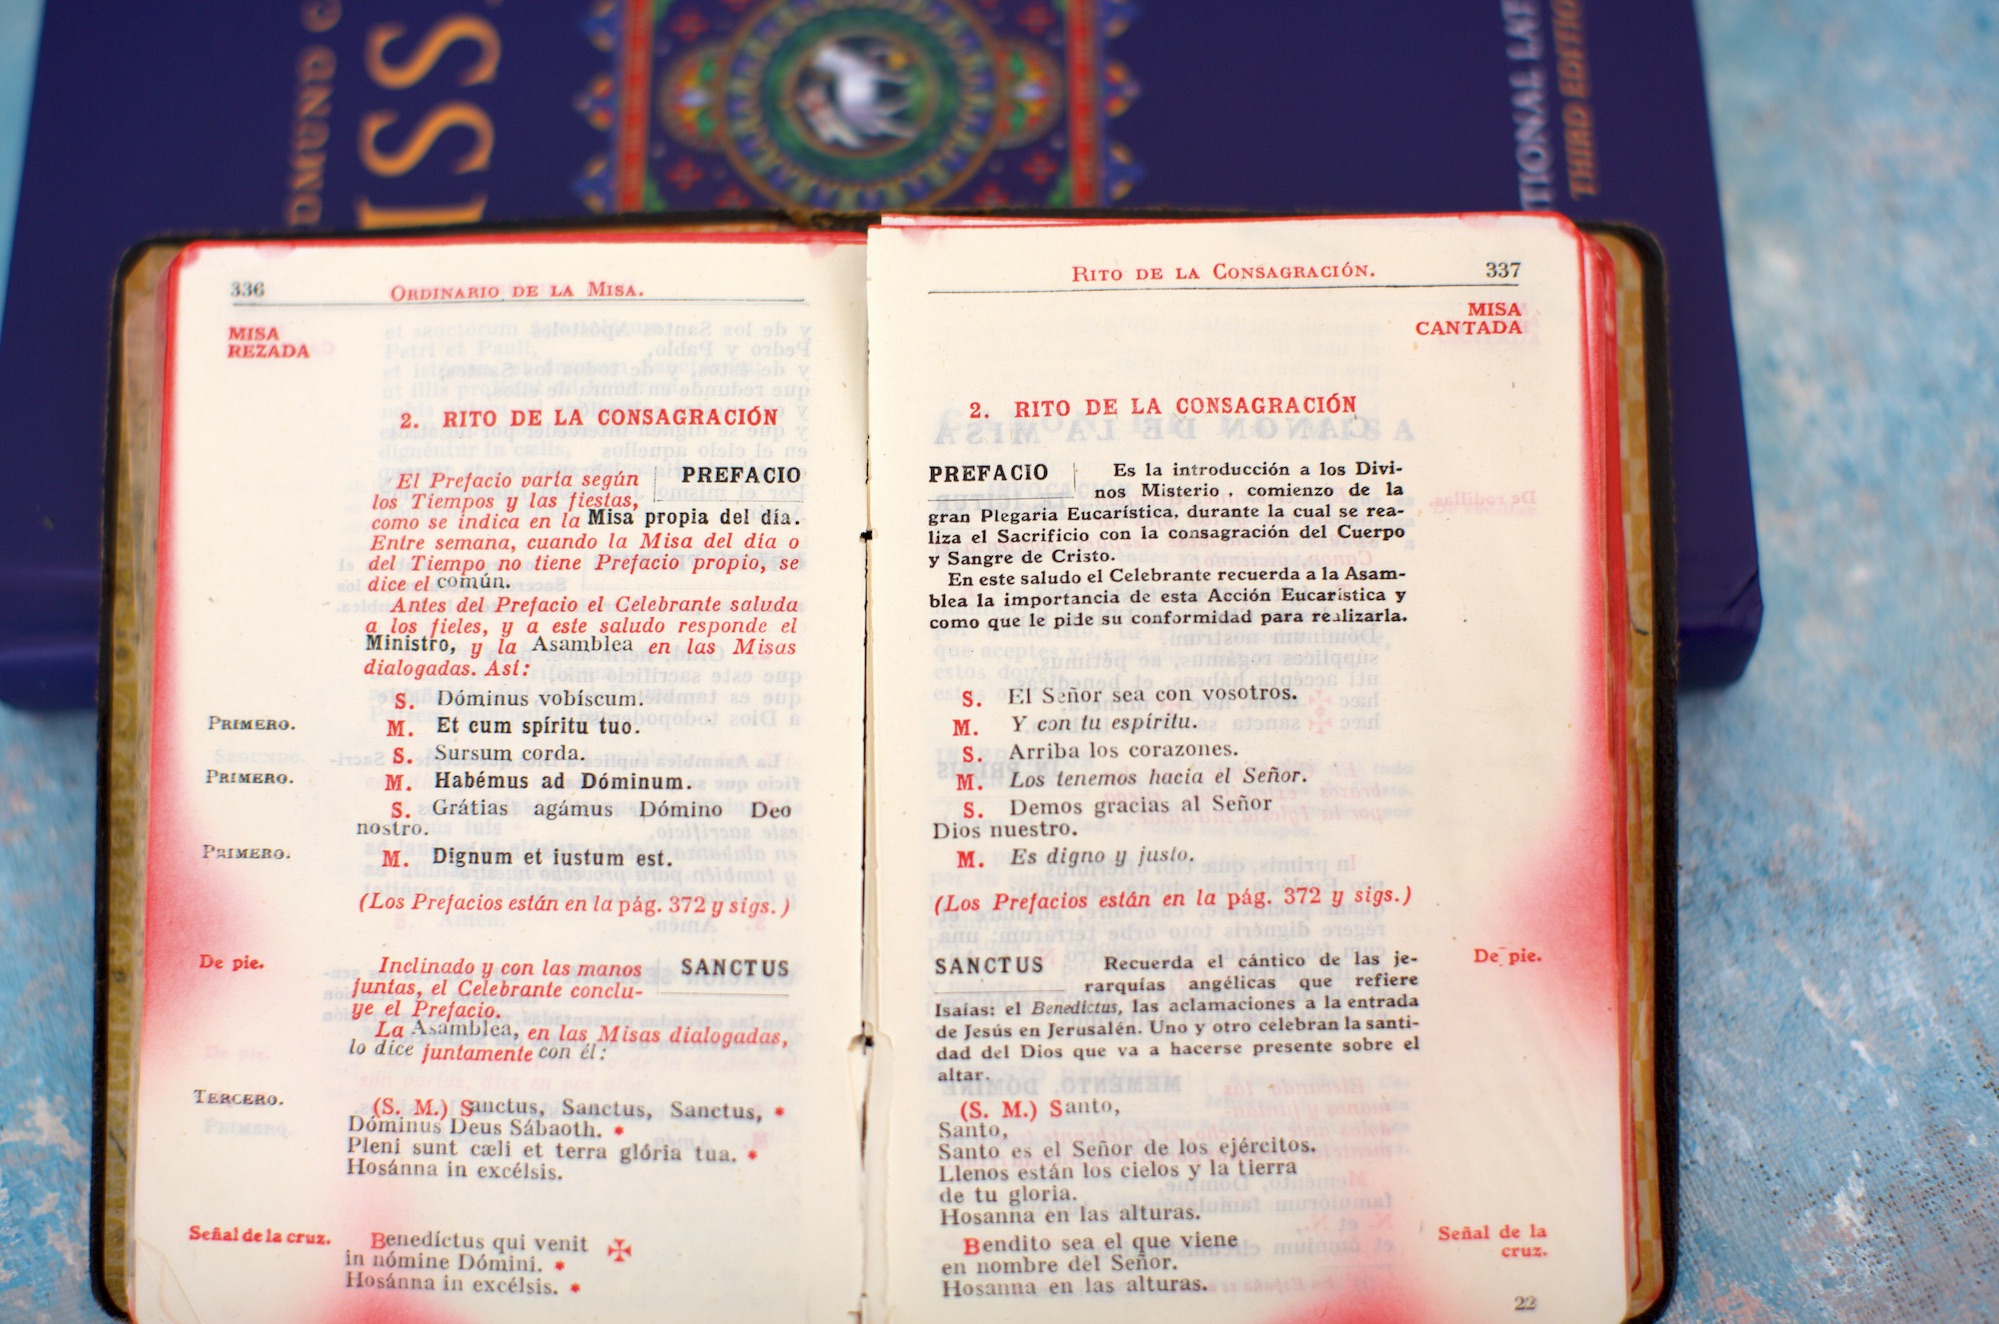 DMUND
ISS
TIONAL
THIRD EDITIO
336
ORDINARIO DE LA MISA.
MISA
REZADA
2. RITO DE LA CONSAGRACIÓN
El Prefacio varía según PREFACIO
los Tiempos y las fiestas,
como se indica en la Misa propia del día.
Entre semana, cuando la Misa del día o
del Tiempo no tiene Prefacio propio, se
dice el común.
Antes del Prefacio el Celebrante saluda
a los fieles, y a este saludo responde el
Ministro, y la Asamblea en las Misas
dialogadas. Así:
S. Dóminus vobíscum.
PRIMERO. M. Et cum spíritu tuo.
S. Sursum corda.
PRIMERO. M. Habémus ad Dóminum.
S. Grátias agámus Dómino Deo
nostro.
PRIMERO. M. Dignum et iustum est.
(Los Prefacios están en la pág. 372 y sigs.)
De pie. Inclinado y con las manos SANCTUS
juntas, el Celebrante conclu-
ye el Prefacio.
La Asamblea, en las Misas dialogadas,
lo dice juntamente con él:
TERCERO. (S. M.) Sanctus, Sanctus, Sanctus, *
Dóminus Deus Sábaoth. *
Pleni sunt cæli et terra glória tua. *
Hosánna in excélsis.
Señal de la cruz. Benedíctus qui venit ✠
in nómine Dómini. *
Hosánna in excélsis. *
RITO DE LA CONSAGRACIÓN.
337
MISA
CANTADA
2. RITO DE LA CONSAGRACIÓN
PREFACIO Es la introducción a los Divi-
nos Misterio , comienzo de la
gran Plegaria Eucarística, durante la cual se rea-
liza el Sacrificio con la consagración del Cuerpo
y Sangre de Cristo.
En este saludo el Celebrante recuerda a la Asam-
blea la importancia de esta Acción Eucarística y
como que le pide su conformidad para realizarla.
S. El Señor sea con vosotros.
M. Y con tu espíritu.
S. Arriba los corazones.
M. Los tenemos hacia el Señor.
S. Demos gracias al Señor
Dios nuestro.
M. Es digno y justo.
(Los Prefacios están en la pág. 372 y sigs.)
SANCTUS Recuerda el cántico de las je- De pie.
rarquías angélicas que refiere
Isaías: el Benedíctus, las aclamaciones a la entrada
de Jesús en Jerusalén. Uno y otro celebran la santi-
dad del Dios que va a hacerse presente sobre el
altar.
(S. M.) Santo,
Santo,
Santo es el Señor de los ejércitos.
Llenos están los cielos y la tierra
de tu gloria.
Hosanna en las alturas.
Bendito sea el que viene Señal de la
en nombre del Señor. cruz.
Hosanna en las alturas.
22